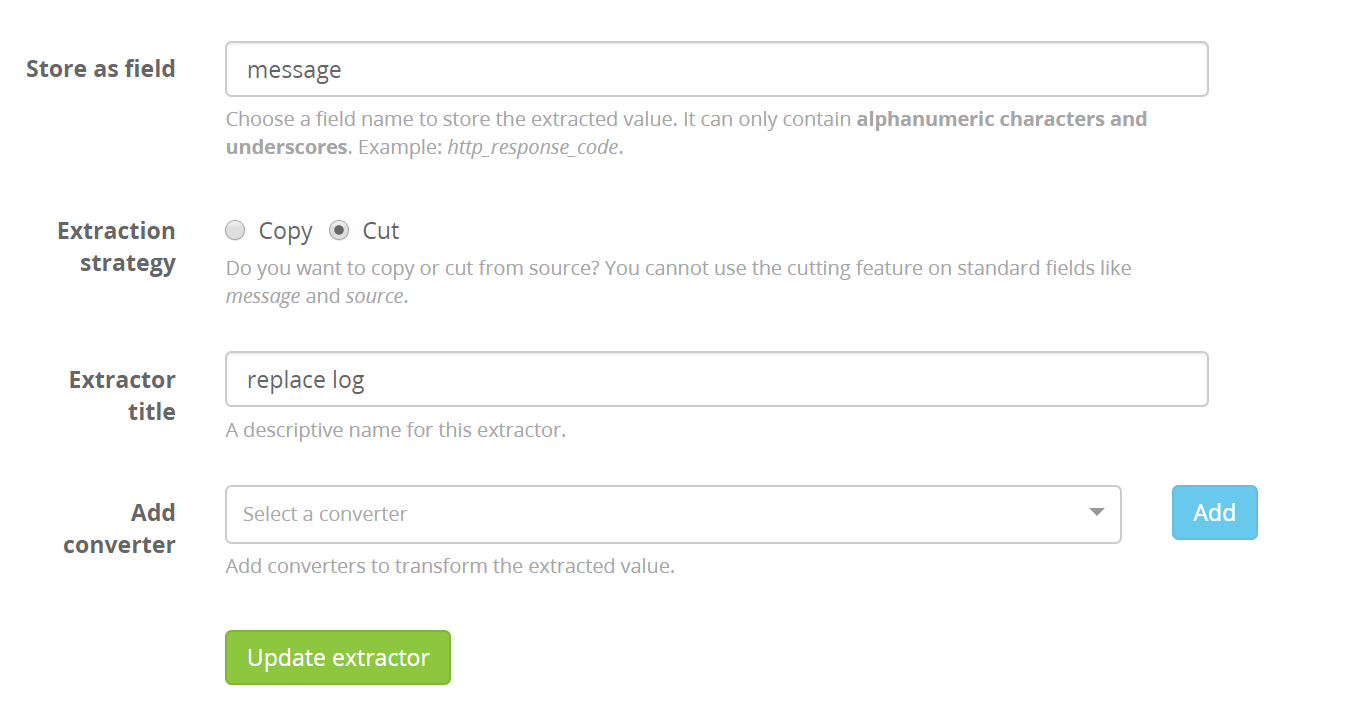 Store as field
message
Choose a field name to store the extracted value. It can only contain alphanumeric characters and
underscores. Example: http_response_code.
Extraction
strategy
Copy Cut
Do you want to copy or cut from source? You cannot use the cutting feature on standard fields like
message and source.
Extractor
title
replace log
A descriptive name for this extractor.
Add
converter
Select a converter
Add
Add converters to transform the extracted value.
Update extractor